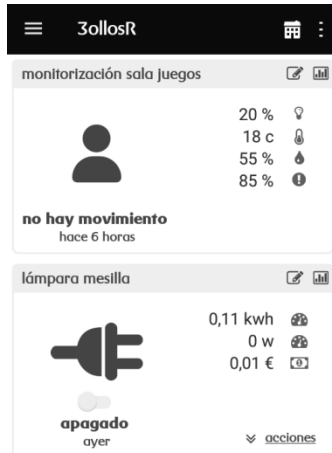 3ollosR
monitorización sala juegos
20 %
18 c
55 %
85 %
no hay movimiento
hace 6 horas
lámpara mesilla
0,11 kwh
0 w
0,01 €
apagado
ayer
acciones